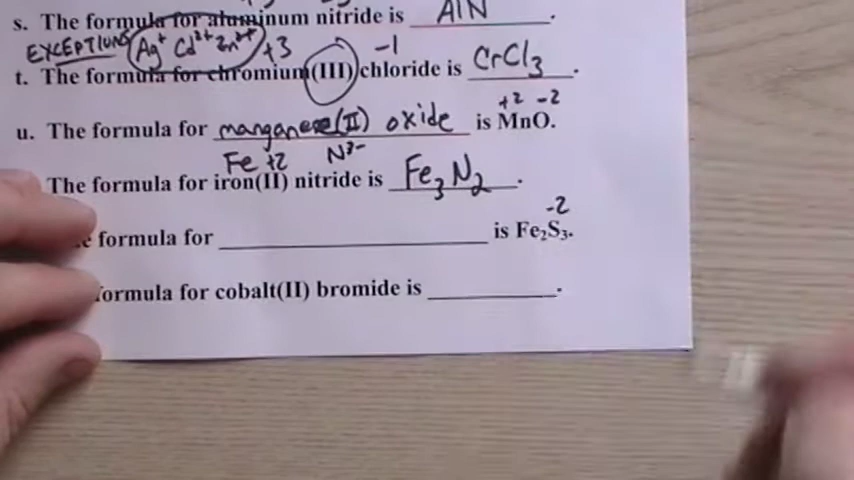 s. The formula for aluminum nitride is AlN.
EXCEPTIONS Ag+ Cd2+ Zn2+ +3 -1
t. The formula for chromium(III) chloride is CrCl3.
+2 -2
u. The formula for manganese(II) oxide is MnO.
Fe +2 N3-
The formula for iron(II) nitride is Fe3N2.
-2
formula for ____ is Fe2S3.
formula for cobalt(II) bromide is ____.